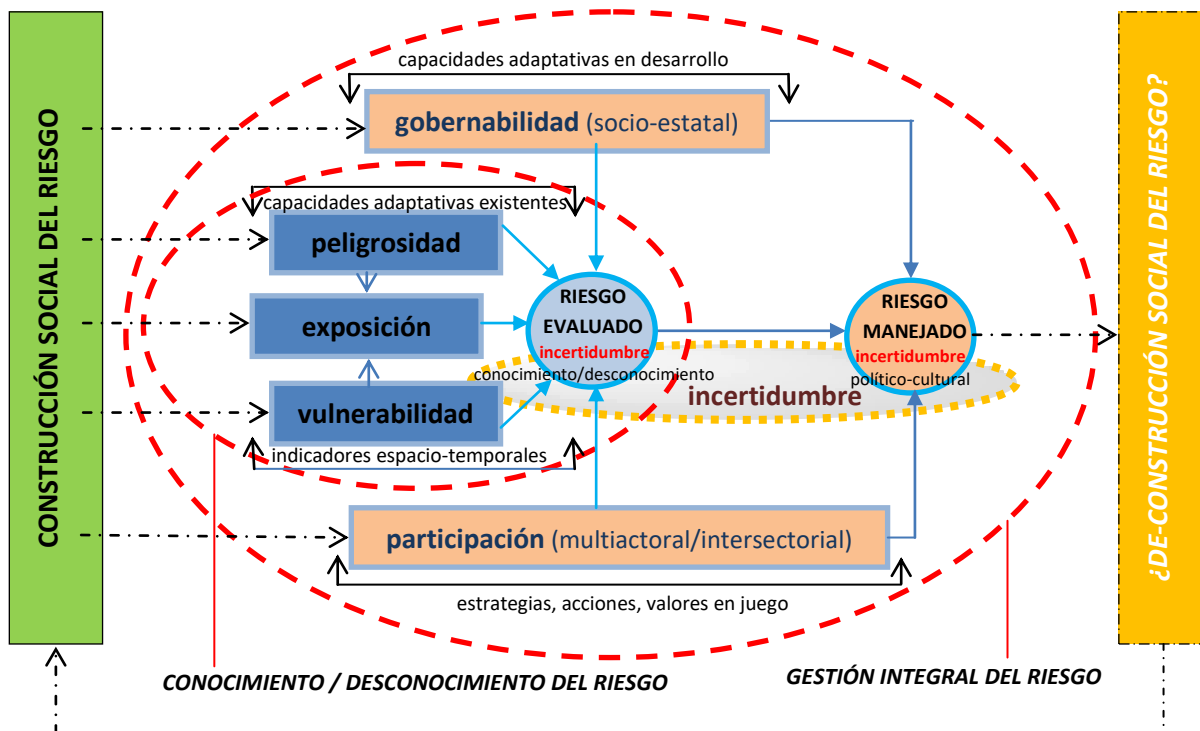 CONSTRUCCIÓN SOCIAL DEL RIESGO
capacidades adaptativas en desarrollo
gobernabilidad (socio-estatal)
capacidades adaptativas existentes
peligrosidad
exposición
vulnerabilidad
indicadores espacio-temporales
RIESGO
EVALUADO
incertidumbre
conocimiento/desconocimiento
RIESGO
MANEJADO
incertidumbre
político-cultural
incertidumbre
participación (multiactoral/intersectorial)
estrategias, acciones, valores en juego
CONOCIMIENTO / DESCONOCIMIENTO DEL RIESGO
GESTIÓN INTEGRAL DEL RIESGO
¿DE-CONSTRUCCIÓN SOCIAL DEL RIESGO?